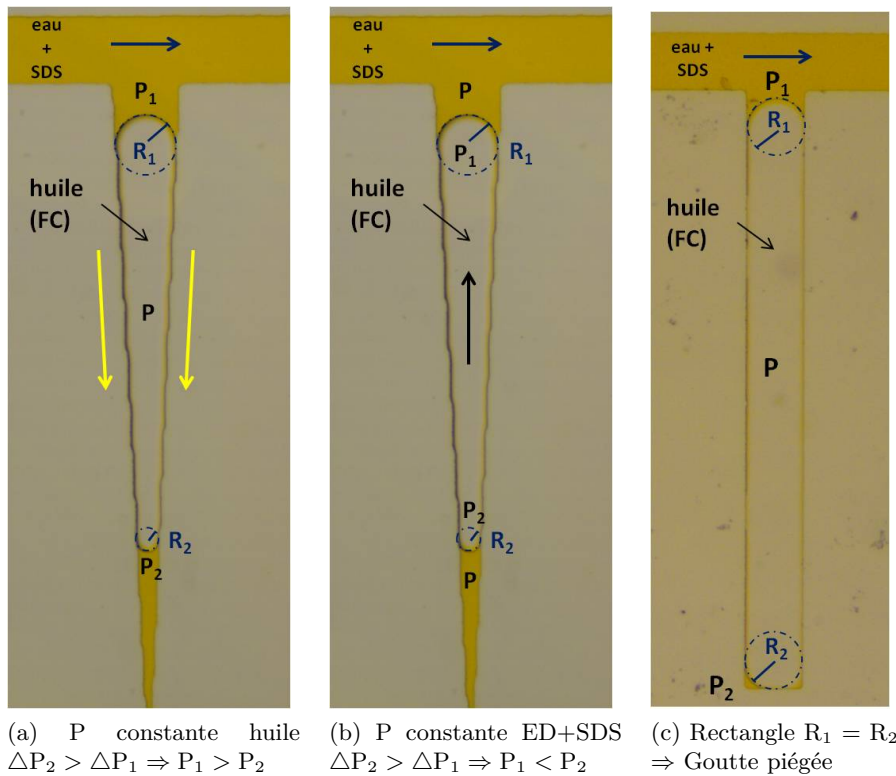 eau
+
SDS
P₁
R₁
huile
(FC)
P
R₂
P₂
eau
+
SDS
P
P₁
R₁
huile
(FC)
P₂
R₂
P
eau +
SDS
P₁
R₁
huile
(FC)
P
R₂
P₂
(a) P constante huile
△P₂ > △P₁ ⇒ P₁ > P₂
(b) P constante ED+SDS
△P₂ > △P₁ ⇒ P₁ < P₂
(c) Rectangle R₁ = R₂
⇒ Goutte piégée